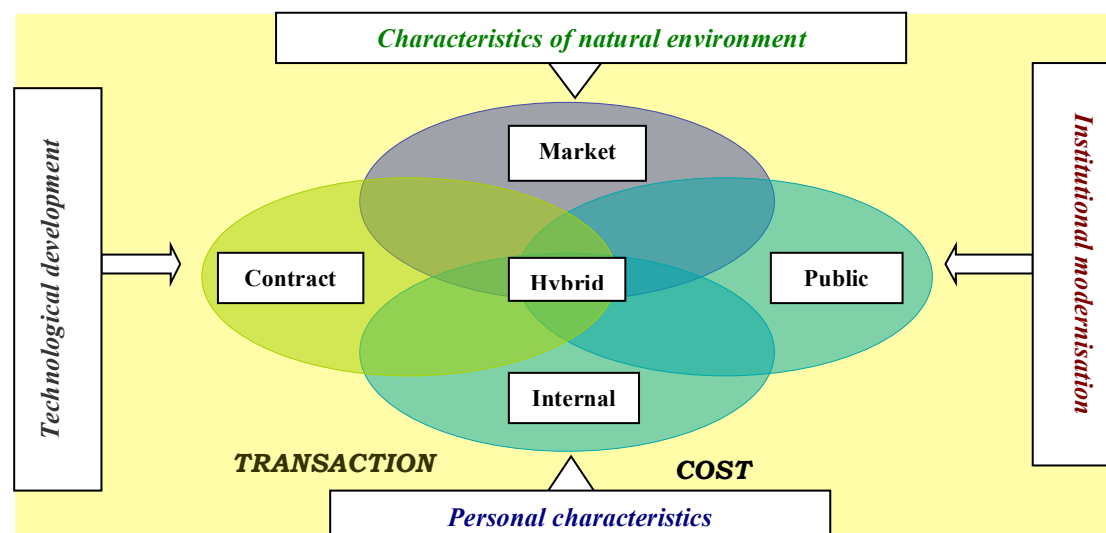 Characteristics of natural environment
Technological development
Institutional modernisation
Market
Contract
Hybrid
Public
Internal
TRANSACTION
COST
Personal characteristics